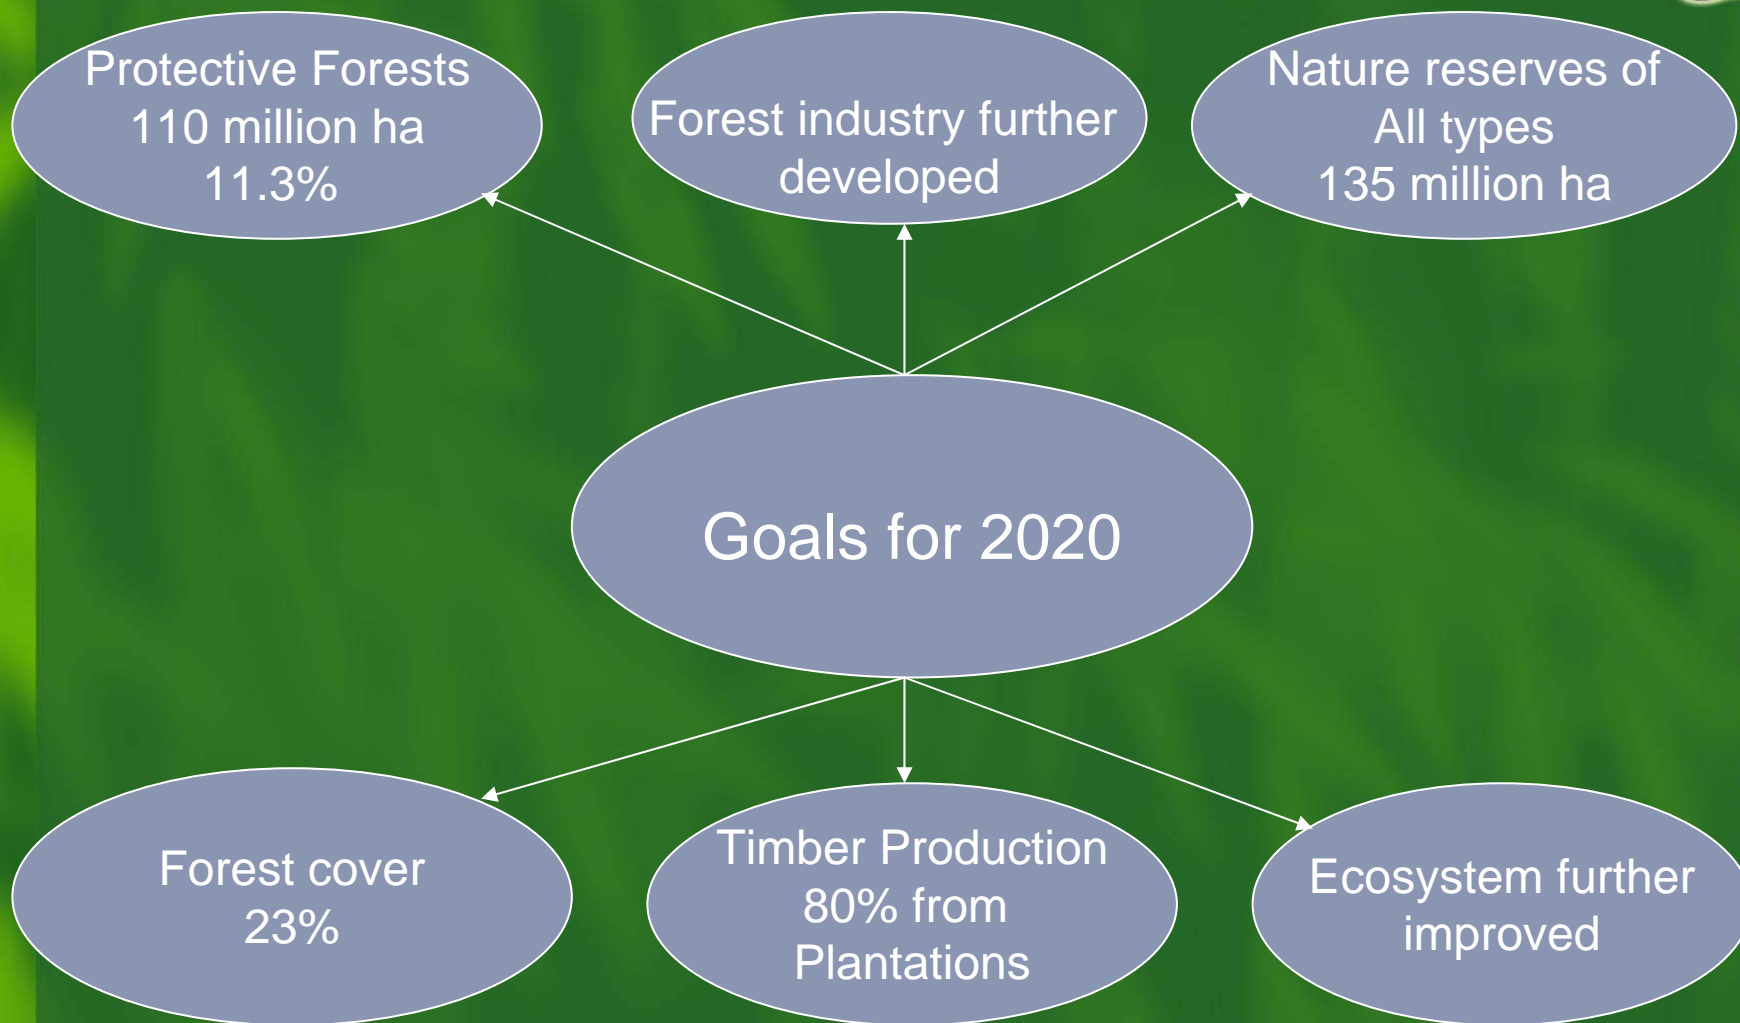 Protective Forests
110 million ha
11.3%
Forest industry further
developed
Nature reserves of
All types
135 million ha
Goals for 2020
Forest cover
23%
Timber Production
80% from
Plantations
Ecosystem further
improved